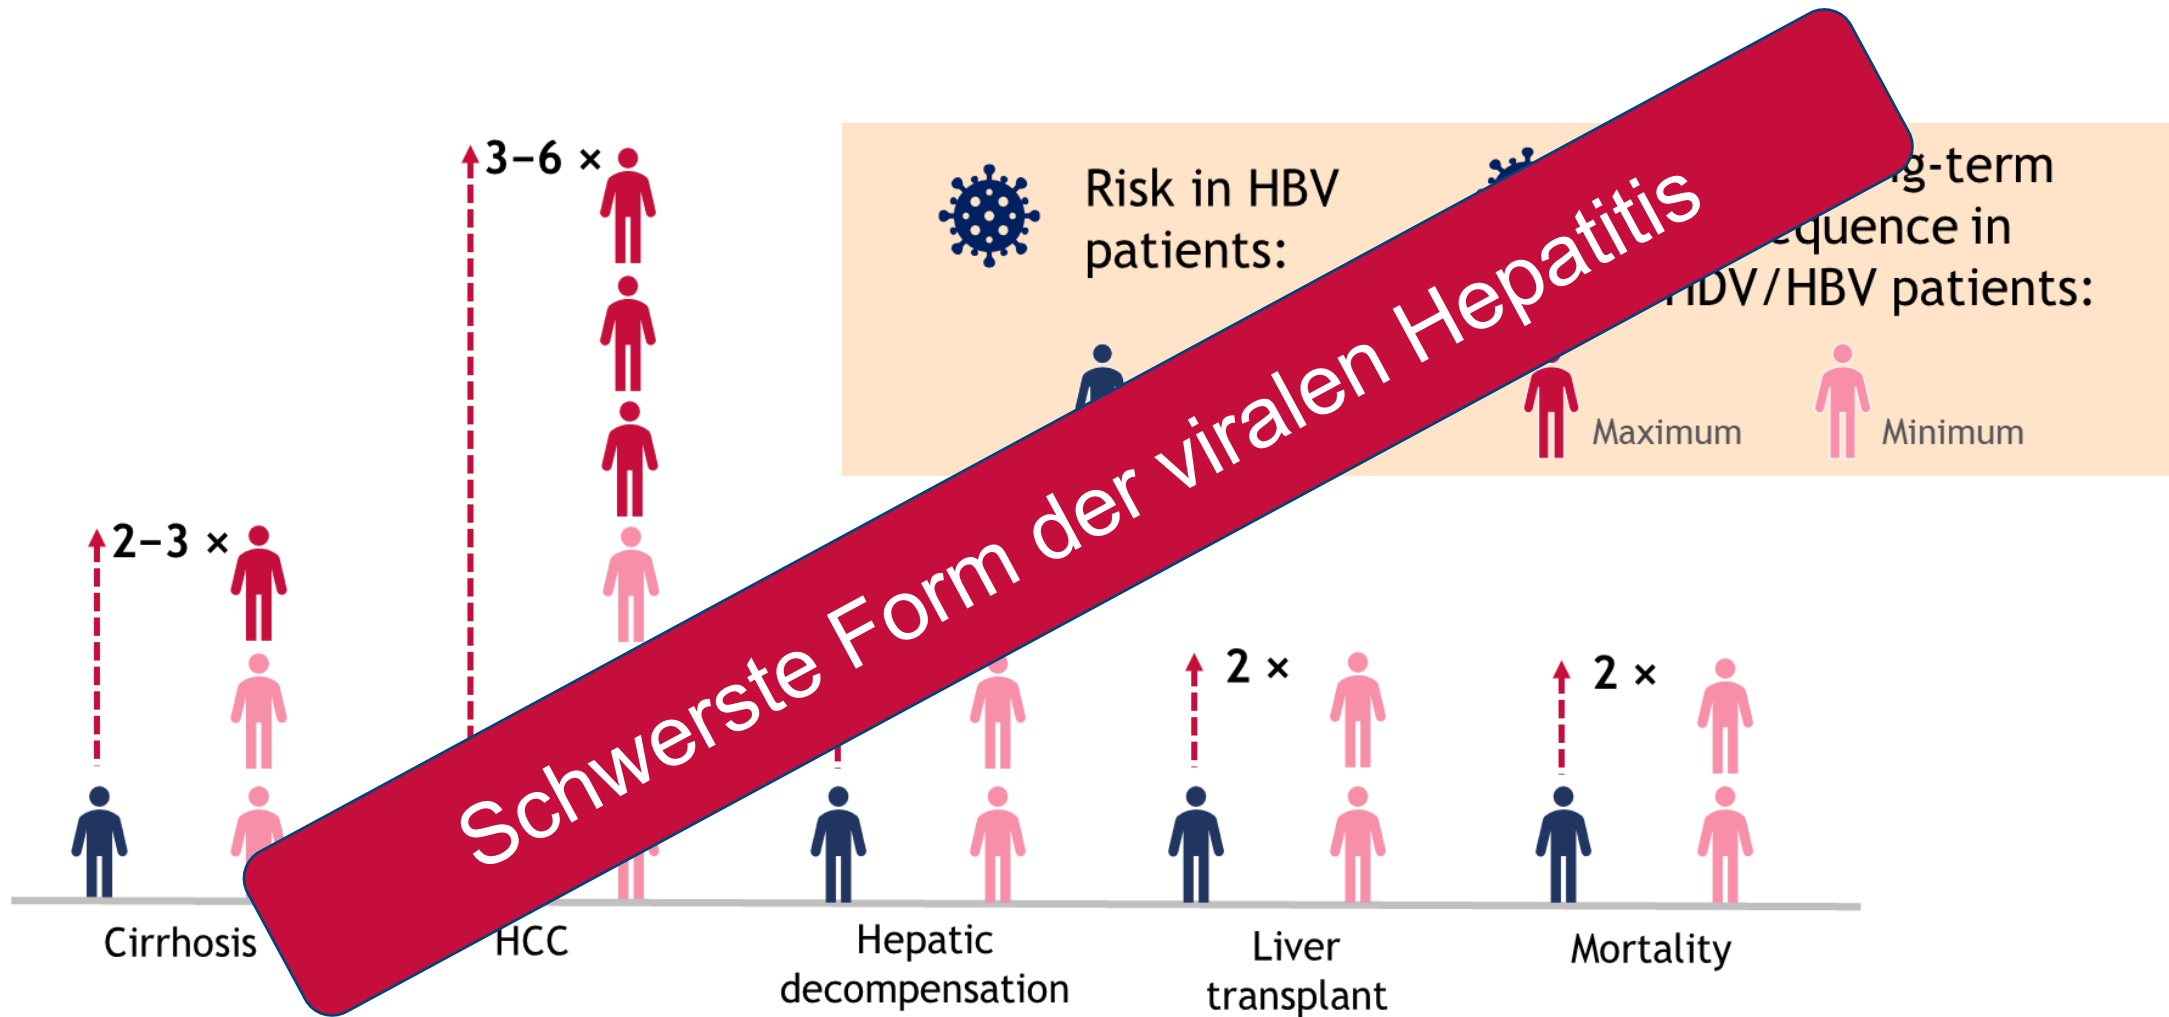 3–6 ×
Risk in HBV
patients:
g-term
quence in
HDV/HBV patients:
Maximum
Minimum
Schwerste Form der viralen Hepatitis
2–3 ×
2 ×
2 ×
Cirrhosis
HCC
Hepatic
decompensation
Liver
transplant
Mortality